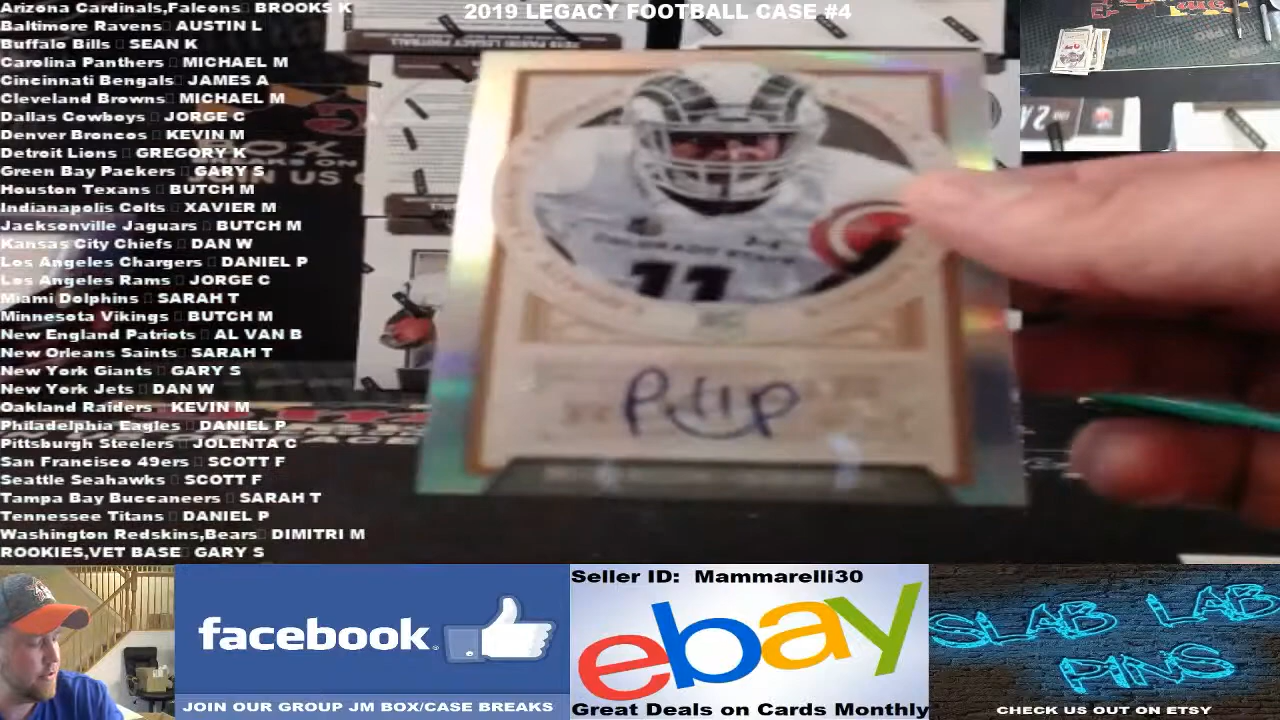 2019 LEGACY FOOTBALL CASE #4
Arizona Cardinals,Falcons BROOKS K
Baltimore Ravens AUSTIN L
Buffalo Bills SEAN K
Carolina Panthers MICHAEL M
Cincinnati Bengals JAMES A
Cleveland Browns MICHAEL M
Dallas Cowboys JORGE C
Denver Broncos KEVIN M
Detroit Lions GREGORY K
Green Bay Packers GARY S
Houston Texans BUTCH M
Indianapolis Colts XAVIER M
Jacksonville Jaguars BUTCH M
Kansas City Chiefs DAN W
Los Angeles Chargers DANIEL P
Los Angeles Rams JORGE C
Miami Dolphins SARAH T
Minnesota Vikings BUTCH M
New England Patriots AL VAN B
New Orleans Saints SARAH T
New York Giants GARY S
New York Jets DAN W
Oakland Raiders KEVIN M
Philadelphia Eagles DANIEL P
Pittsburgh Steelers JOLENTA C
San Francisco 49ers SCOTT F
Seattle Seahawks SCOTT F
Tampa Bay Buccaneers SARAH T
Tennessee Titans DANIEL P
Washington Redskins,Bears DIMITRI M
ROOKIES,VET BASE GARY S
COLORADO STATE
11
facebook
JOIN OUR GROUP JM BOX/CASE BREAKS
Seller ID: Mammarelli30
ebay
Great Deals on Cards Monthly
SLAB LAB
PINS
CHECK US OUT ON ETSY